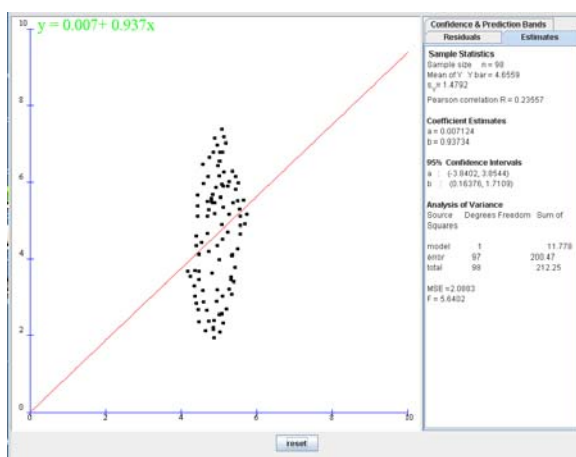 y = 0.007+ 0.937x
10
8
6
4
2
0
0 2 4 6 8 10
reset
Confidence & Prediction Bands
Residuals Estimates
Sample Statistics
Sample size n = 98
Mean of Y Y bar = 4.6559
sy= 1.4792
Pearson correlation R = 0.23557
Coefficient Estimates
a = 0.007124
b = 0.93734
95% Confidence Intervals
a : (-3.8402, 3.8544)
b : (0.16376, 1.7109)
Analysis of Variance
Source Degrees Freedom Sum of
Squares
model 1 11.778
error 97 200.47
total 98 212.25
MSE =2.0883
F = 5.6402